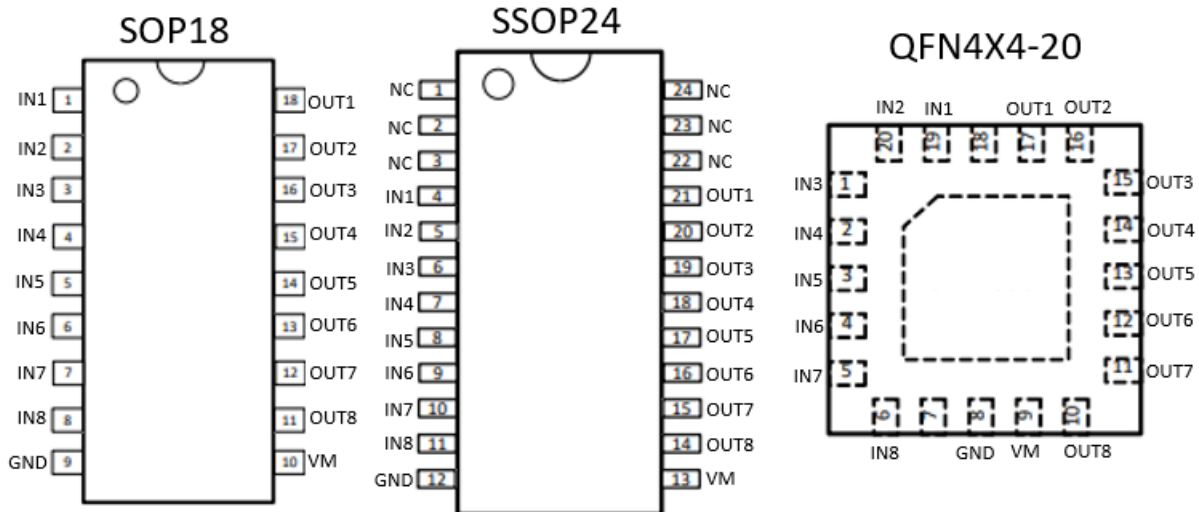 SOP18
IN1 1 18 OUT1
IN2 2 17 OUT2
IN3 3 16 OUT3
IN4 4 15 OUT4
IN5 5 14 OUT5
IN6 6 13 OUT6
IN7 7 12 OUT7
IN8 8 11 OUT8
GND 9 10 VM
SSOP24
NC 1 24 NC
NC 2 23 NC
NC 3 22 NC
IN1 4 21 OUT1
IN2 5 20 OUT2
IN3 6 19 OUT3
IN4 7 18 OUT4
IN5 8 17 OUT5
IN6 9 16 OUT6
IN7 10 15 OUT7
IN8 11 14 OUT8
GND 12 13 VM
QFN4X4-20
IN2 IN1 OUT1 OUT2
20 19 18 17 16
IN3 1 15 OUT3
IN4 2 14 OUT4
IN5 3 13 OUT5
IN6 4 12 OUT6
IN7 5 11 OUT7
6 7 8 9 10
IN8 GND VM OUT8